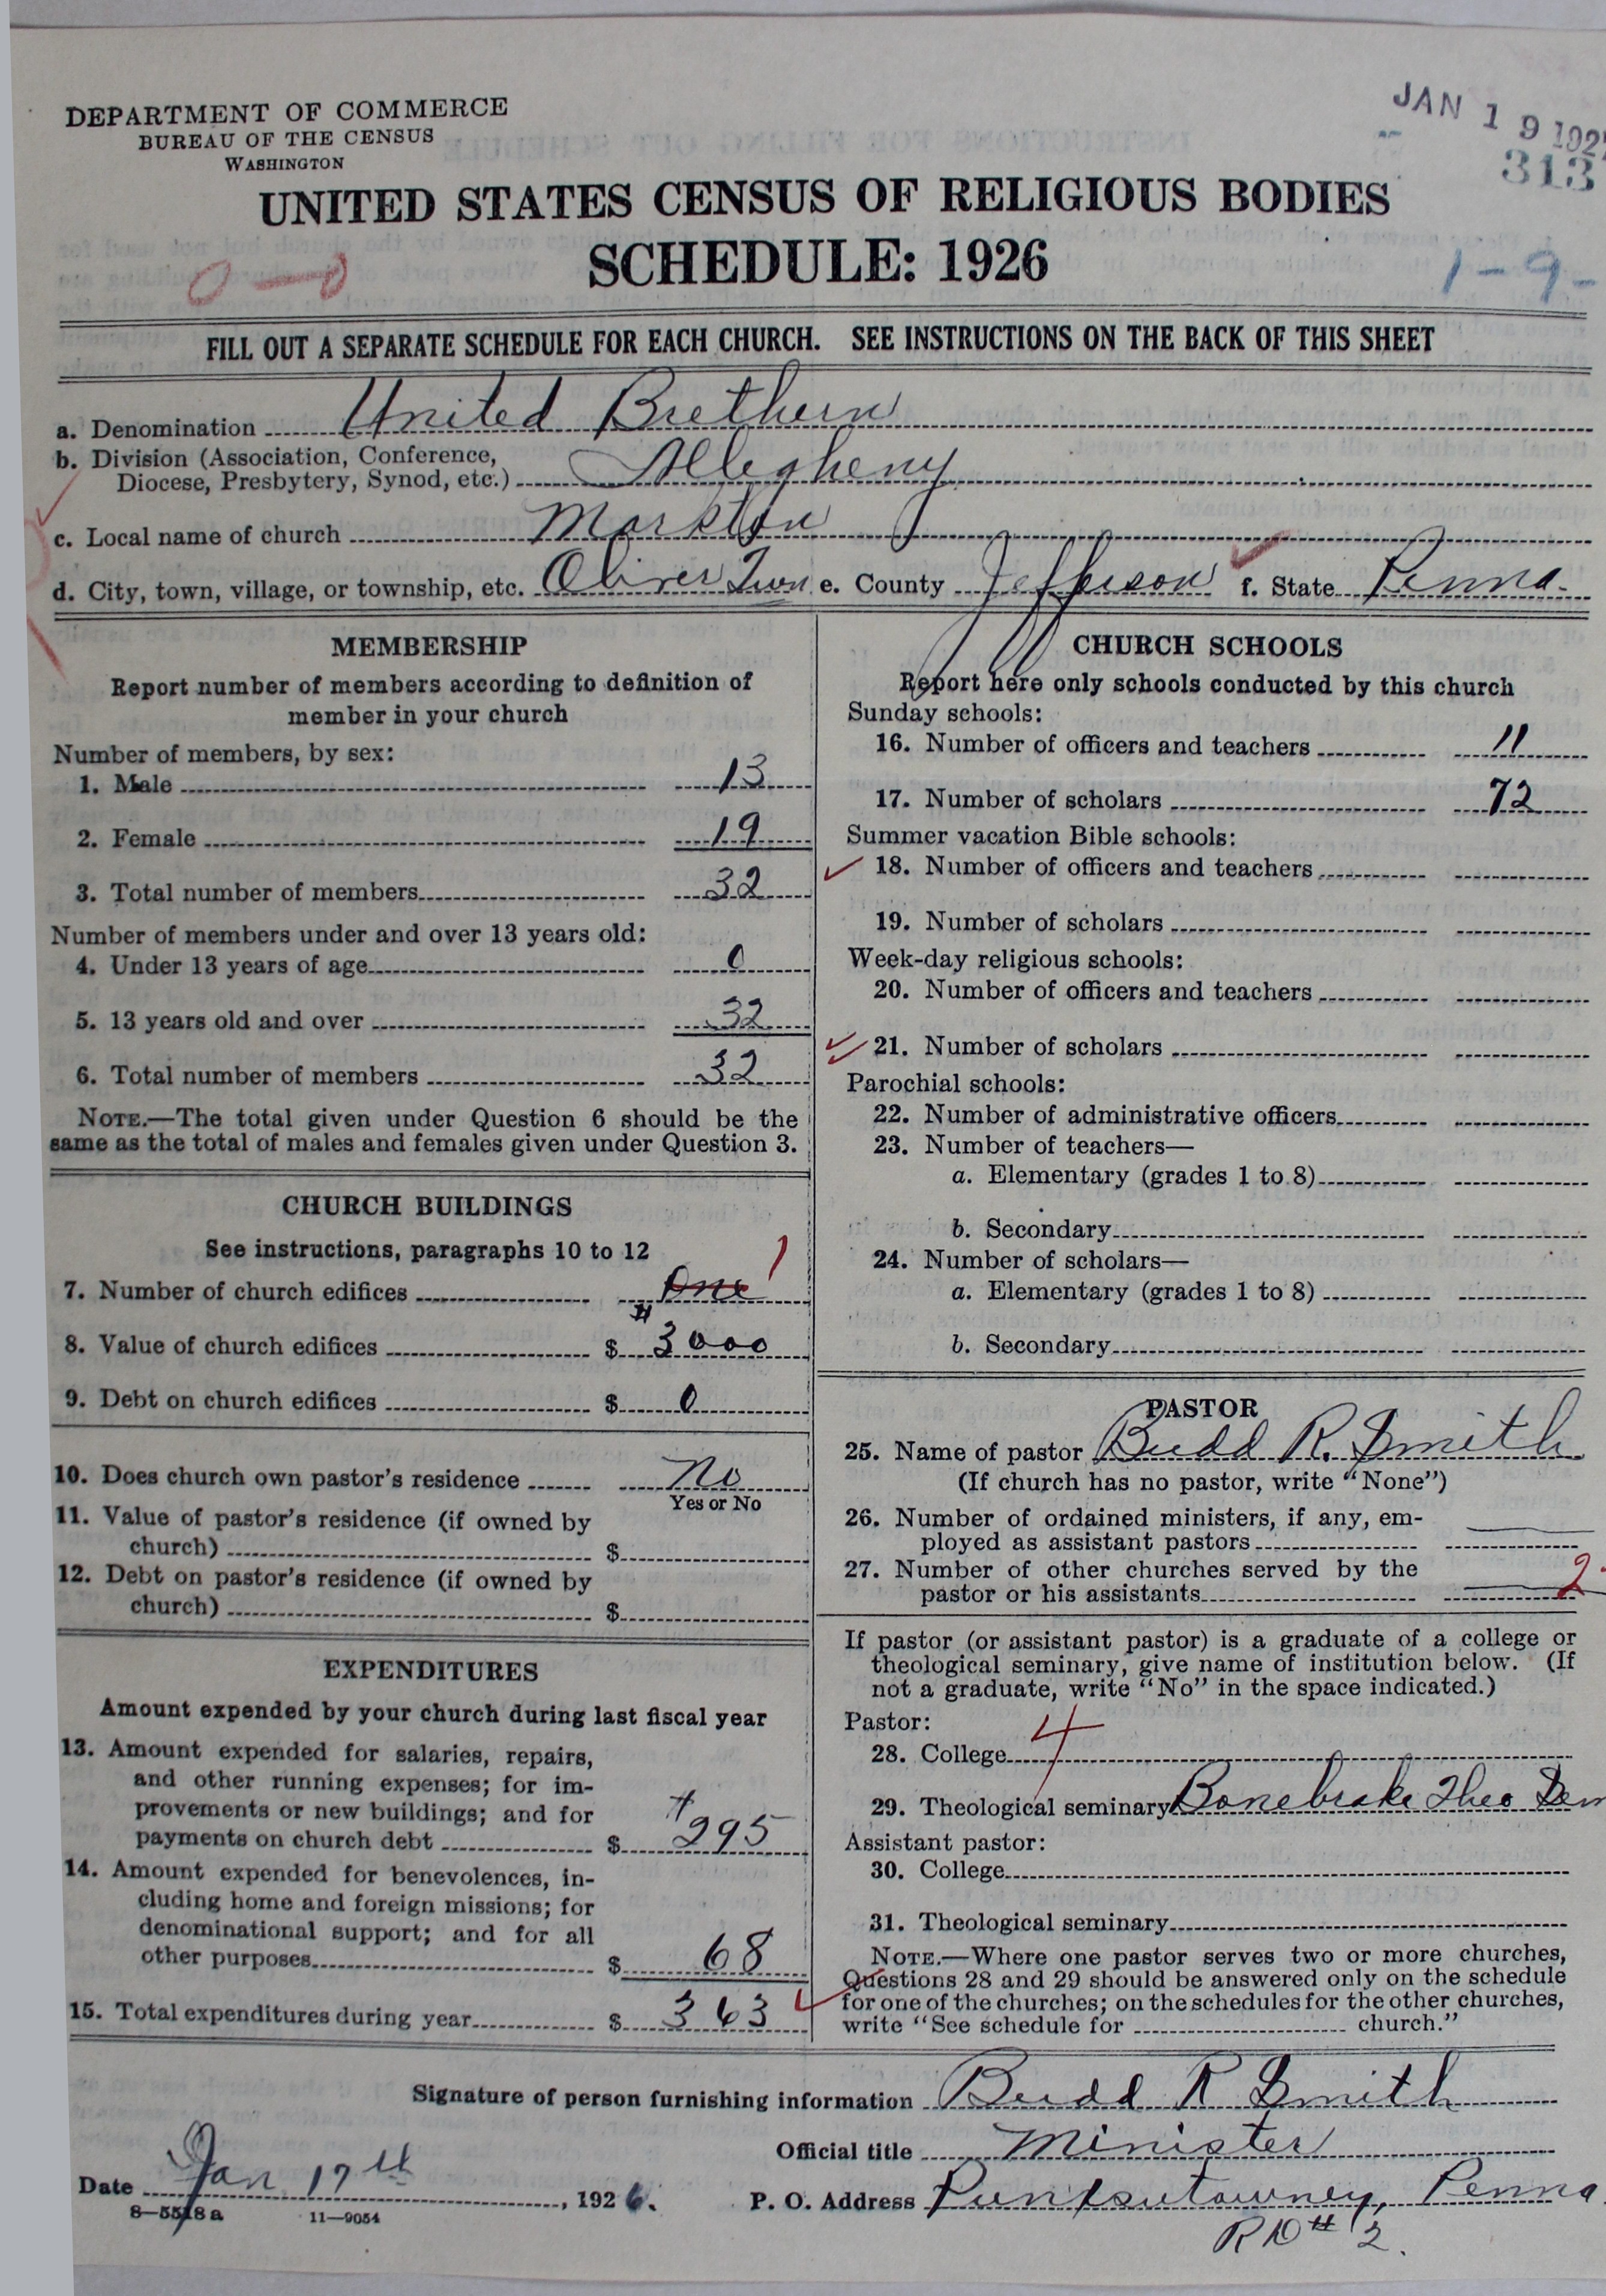 DEPARTMENT OF COMMERCE
BUREAU OF THE CENSUS
WASHINGTON
JAN 19 192
313
UNITED STATES CENSUS OF RELIGIOUS BODIES
SCHEDULE: 1926
0—0
1-9-
FILL OUT A SEPARATE SCHEDULE FOR EACH CHURCH. SEE INSTRUCTIONS ON THE BACK OF THIS SHEET
a. Denomination United Brethern
b. Division (Association, Conference,
Diocese, Presbytery, Synod, etc.) Allegheny
c. Local name of church Markton
d. City, town, village, or township, etc. Oliver Twn e. County Jefferson f. State Penna.
MEMBERSHIP
Report number of members according to definition of
member in your church
Number of members, by sex:
1. Male 13
2. Female 19
3. Total number of members 32
Number of members under and over 13 years old:
4. Under 13 years of age 0
5. 13 years old and over 32
6. Total number of members 32
NOTE.—The total given under Question 6 should be the
same as the total of males and females given under Question 3.
CHURCH BUILDINGS
See instructions, paragraphs 10 to 12
7. Number of church edifices One 1
8. Value of church edifices $ # 3000
9. Debt on church edifices $ 0
10. Does church own pastor's residence No
Yes or No
11. Value of pastor's residence (if owned by
church) $
12. Debt on pastor's residence (if owned by
church) $
EXPENDITURES
Amount expended by your church during last fiscal year
13. Amount expended for salaries, repairs,
and other running expenses; for im-
provements or new buildings; and for
payments on church debt $ # 295
14. Amount expended for benevolences, in-
cluding home and foreign missions; for
denominational support; and for all
other purposes $ 68
15. Total expenditures during year $ 363
CHURCH SCHOOLS
Report here only schools conducted by this church
Sunday schools:
16. Number of officers and teachers 11
17. Number of scholars 72
Summer vacation Bible schools:
18. Number of officers and teachers
19. Number of scholars
Week-day religious schools:
20. Number of officers and teachers
21. Number of scholars
Parochial schools:
22. Number of administrative officers
23. Number of teachers—
a. Elementary (grades 1 to 8)
b. Secondary
24. Number of scholars—
a. Elementary (grades 1 to 8)
b. Secondary
PASTOR
25. Name of pastor Budd R. Smith
(If church has no pastor, write "None")
26. Number of ordained ministers, if any, em-
ployed as assistant pastors
27. Number of other churches served by the
pastor or his assistants 2
If pastor (or assistant pastor) is a graduate of a college or
theological seminary, give name of institution below. (If
not a graduate, write "No" in the space indicated.)
Pastor:
28. College 4
29. Theological seminary Bonebrake Theo Sem
Assistant pastor:
30. College
31. Theological seminary
NOTE.—Where one pastor serves two or more churches,
Questions 28 and 29 should be answered only on the schedule
for one of the churches; on the schedules for the other churches,
write "See schedule for church."
Signature of person furnishing information Budd R Smith
Official title Minister
Date Jan 17th, 1926.
P. O. Address Punxsutawney, Penna
RD # 2.
8—5518 a 11—9054